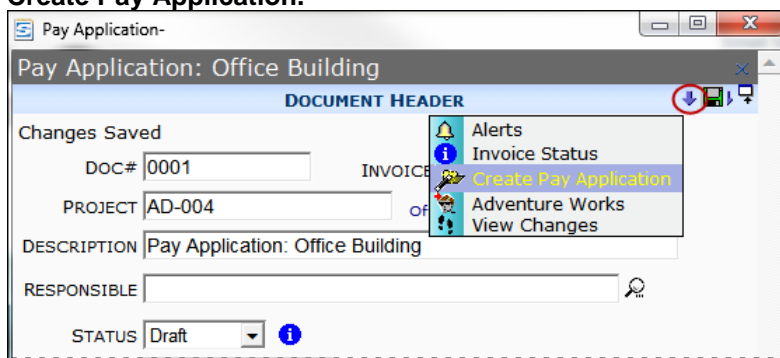 Create Pay Application.
Pay Application-
Pay Application: Office Building
DOCUMENT HEADER
Changes Saved
DOC# 0001 INVOICE
PROJECT AD-004 Of
DESCRIPTION Pay Application: Office Building
RESPONSIBLE
STATUS Draft
Alerts
Invoice Status
Create Pay Application
Adventure Works
View Changes